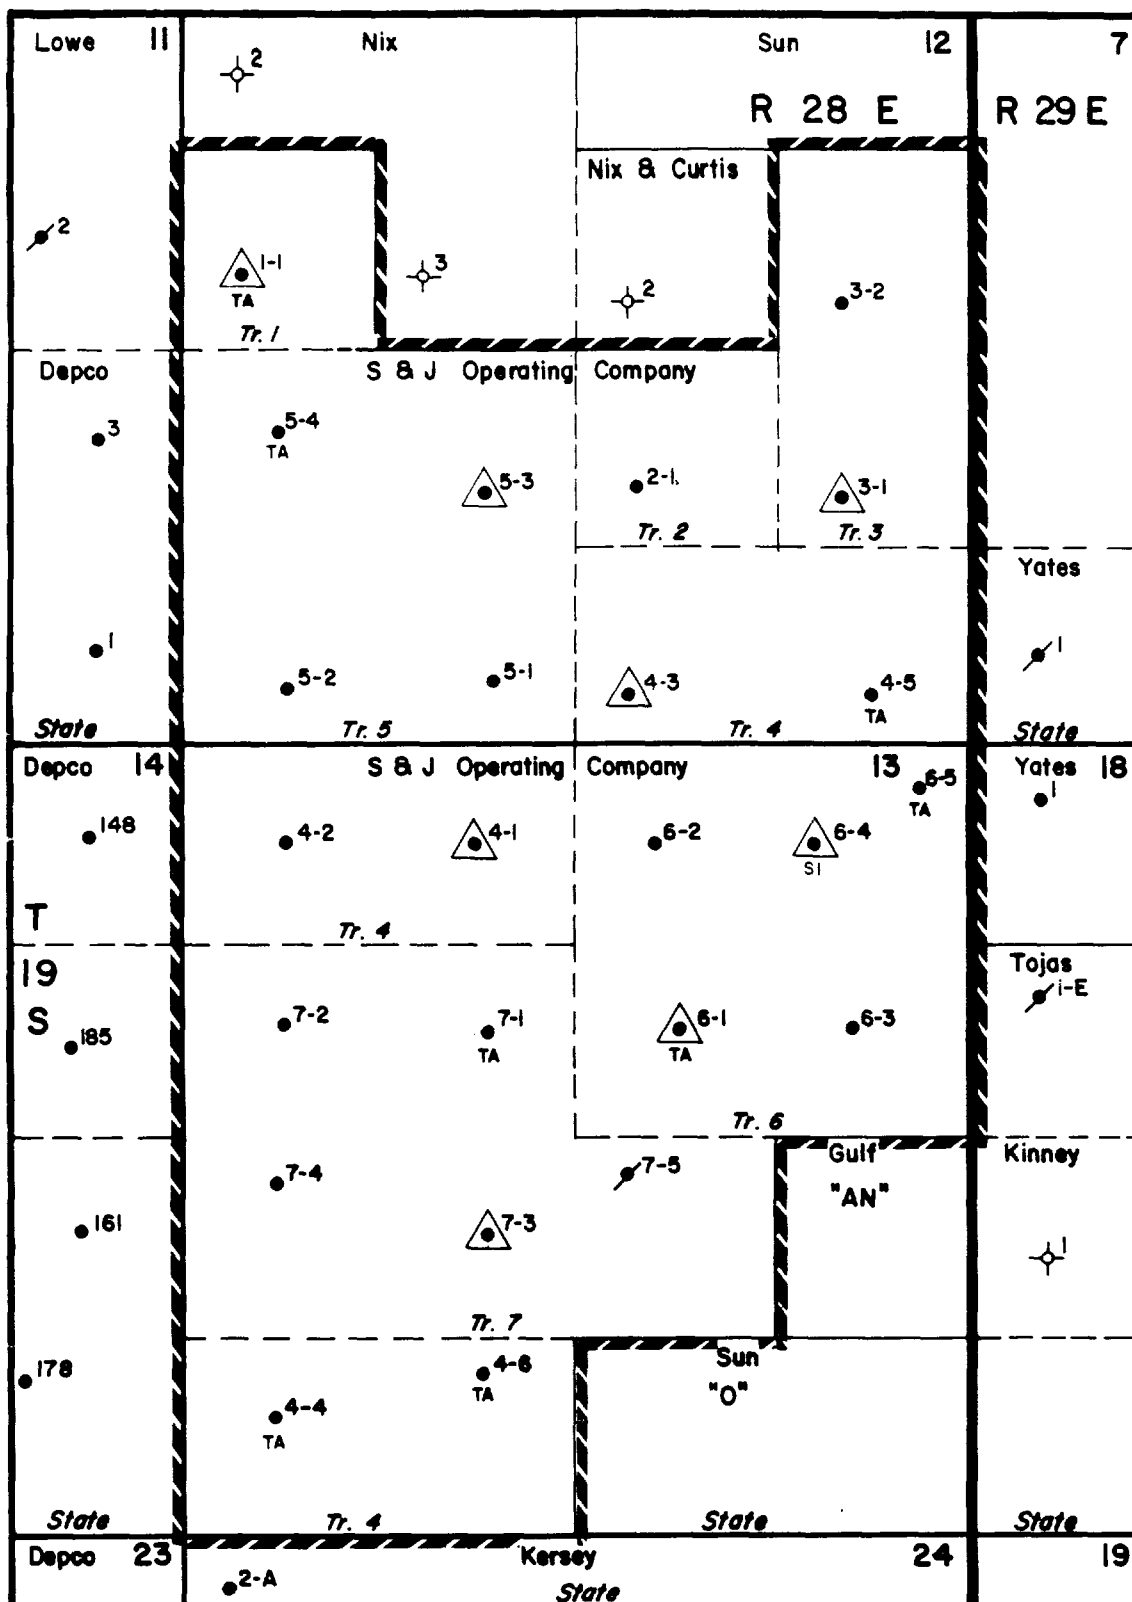 Lowe 11 Nix Sun 12 7
2
R 28 E R 29 E
Nix & Curtis
2
1-1 3 2 3-2
TA
Tr. 1
Depco S & J Operating Company
3 5-4
TA
5-3 2-1 3-1
Tr. 2 Tr. 3
Yates
1 1
5-2 5-1 4-3 4-5
TA
State Tr. 5 Tr. 4 State
Depco 14 S & J Operating Company 13 6-5 Yates 18
TA 1
148 4-2 4-1 6-2 6-4
SI
T Tr. 4
19 Tojas
1-E
S 7-2 7-1 6-1 6-3
185 TA TA
Tr. 6
7-4 7-5 Gulf Kinney
"AN"
161 7-3 1
Tr. 7
Sun
178 4-6 "O"
TA
4-4
TA
State Tr. 4 State State
Depco 23 Kersey 24 19
2-A State